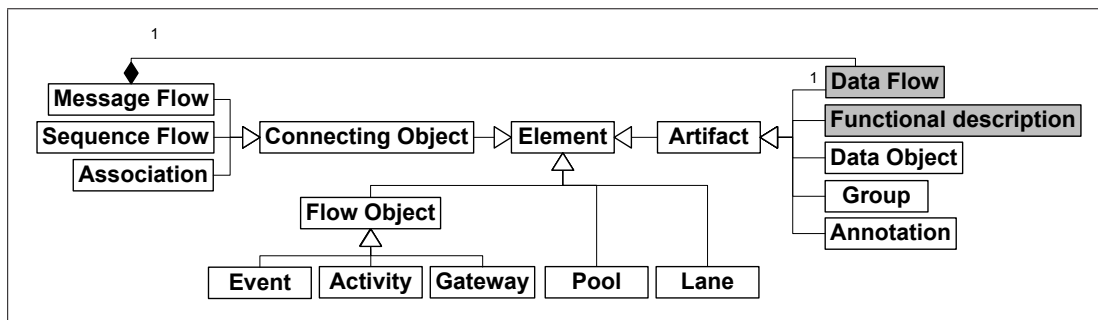 1
1
Data Flow
Message Flow
Functional description
Sequence Flow
Connecting Object
Element
Artifact
Data Object
Association
Group
Flow Object
Annotation
Event
Activity
Gateway
Pool
Lane